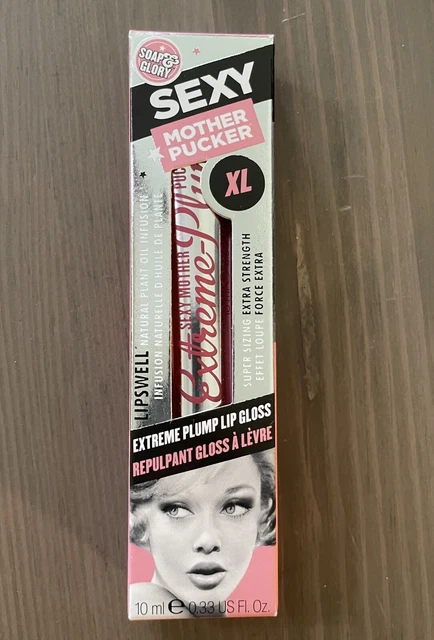 SOAP &
GLORY
SEXY
MOTHER
PUCKER
XL
SEXY MOTHER PUC
Extreme-Plum
LIPSWELL
NATURAL PLANT OIL INFUSION
INFUSION NATURELLE D'HUILE DE PLANTE
SUPER SIZING EXTRA STRENGTH
EFFET LOUPE FORCE EXTRA
EXTREME PLUMP LIP GLOSS
REPULPANT GLOSS À LÈVRE
10 ml e 0.33 US Fl. Oz.